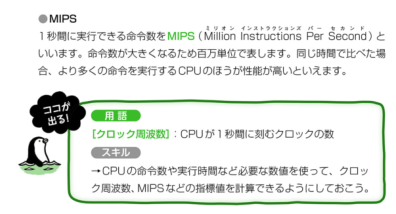 ●MIPS
ミリオン インストラクションズ パー セカンド
1秒間に実行できる命令数をMIPS（Million Instructions Per Second）と
いいます。命令数が大きくなるため百万単位で表します。同じ時間で比べた場
合、より多くの命令を実行するCPUのほうが性能が高いといえます。
ココが
出る!
用語
［クロック周波数］：CPUが1秒間に刻むクロックの数
スキル
→CPUの命令数や実行時間など必要な数値を使って、クロッ
ク周波数、MIPSなどの指標値を計算できるようにしておこう。